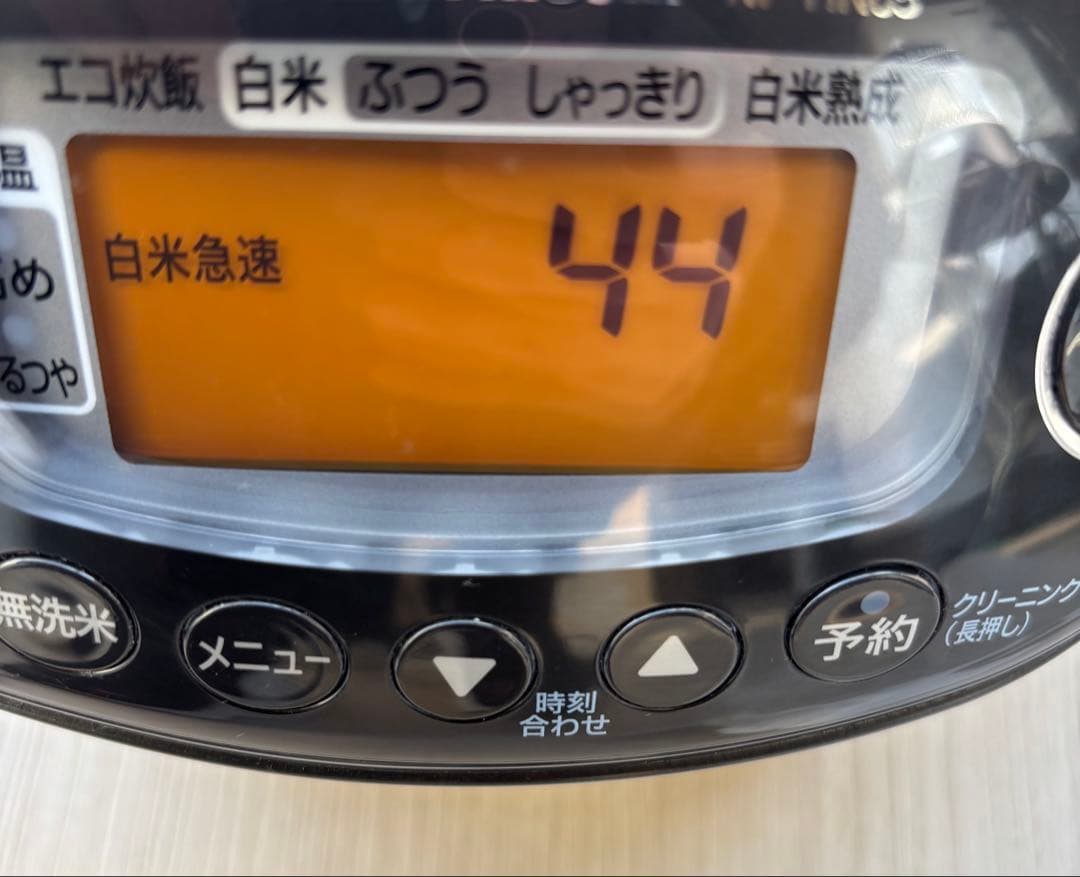 エコ炊飯 白米 ふつう しゃっきり 白米熟成
温
高め
るつや
白米急速 44
無洗米 メニュー ▼ ▲ 予約
時刻
合わせ
クリーニング
(長押し)